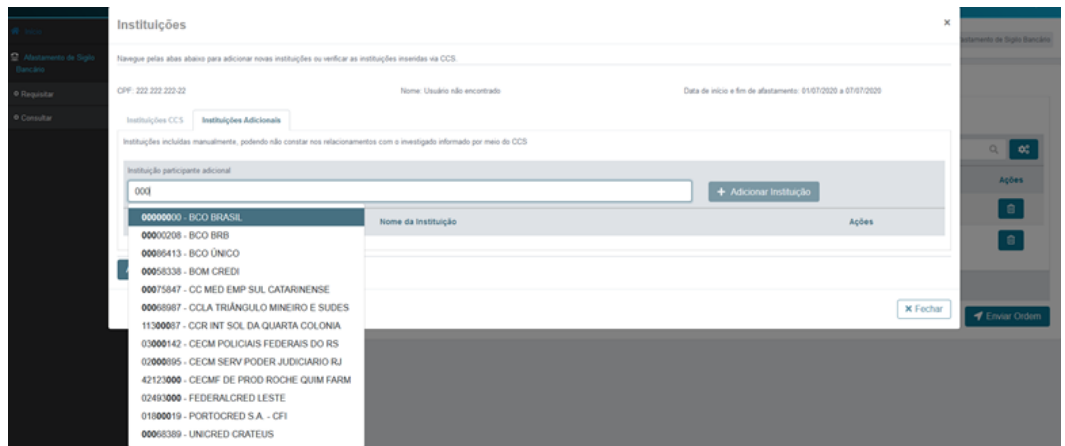 Instituições
×
Início
Afastamento de Sigilo
Bancário
Requisitar
Consultar
astamento de Sigilo Bancário
Navegue pelas abas abaixo para adicionar novas instituições ou verificar as instituições inseridas via CCS.
CPF: 222.222.222-22
Nome: Usuário não encontrado
Data de início e fim de afastamento: 01/07/2020 a 07/07/2020
Instituições CCS
Instituições Adicionais
Instituições incluídas manualmente, podendo não constar nos relacionamentos com o investigado informado por meio do CCS
Instituição participante adicional
000
+ Adicionar Instituição
Nome da Instituição
Ações
Ações
00000000 - BCO BRASIL
00000208 - BCO BRB
00086413 - BCO ÚNICO
00058338 - BOM CREDI
00075847 - CC MED EMP SUL CATARINENSE
00068987 - CCLA TRIÂNGULO MINEIRO E SUDES
11300087 - CCR INT SOL DA QUARTA COLONIA
03000142 - CECM POLICIAIS FEDERAIS DO RS
02000895 - CECM SERV PODER JUDICIARIO RJ
42123000 - CECMF DE PROD ROCHE QUIM FARM
02493000 - FEDERALCRED LESTE
01800019 - PORTOCRED S.A. - CFI
00068389 - UNICRED CRATEUS
× Fechar
Enviar Ordem